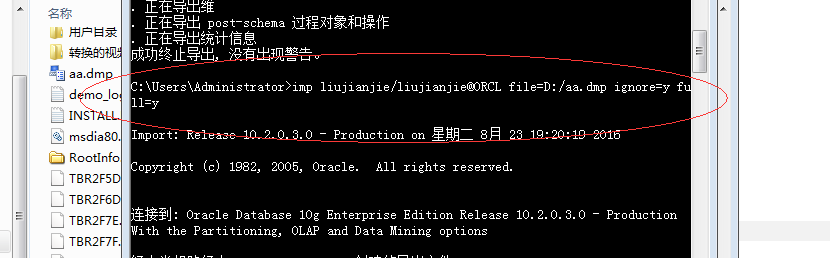 名称
用户目录
转换的视频
aa.dmp
demo_log
INSTALL.
msdia80.
RootInfo.
TBR2F5D
TBR2F6D
TBR2F7E.
TBR2F7F.
. 正在导出维
. 正在导出 post-schema 过程对象和操作
. 正在导出统计信息
成功终止导出, 没有出现警告。
C:\Users\Administrator>imp liujianjie/liujianjie@ORCL file=D:/aa.dmp ignore=y fu
ll=y
Import: Release 10.2.0.3.0 - Production on 星期二 8月 23 19:20:19 2016
Copyright (c) 1982, 2005, Oracle.  All rights reserved.
连接到: Oracle Database 10g Enterprise Edition Release 10.2.0.3.0 - Production
With the Partitioning, OLAP and Data Mining options